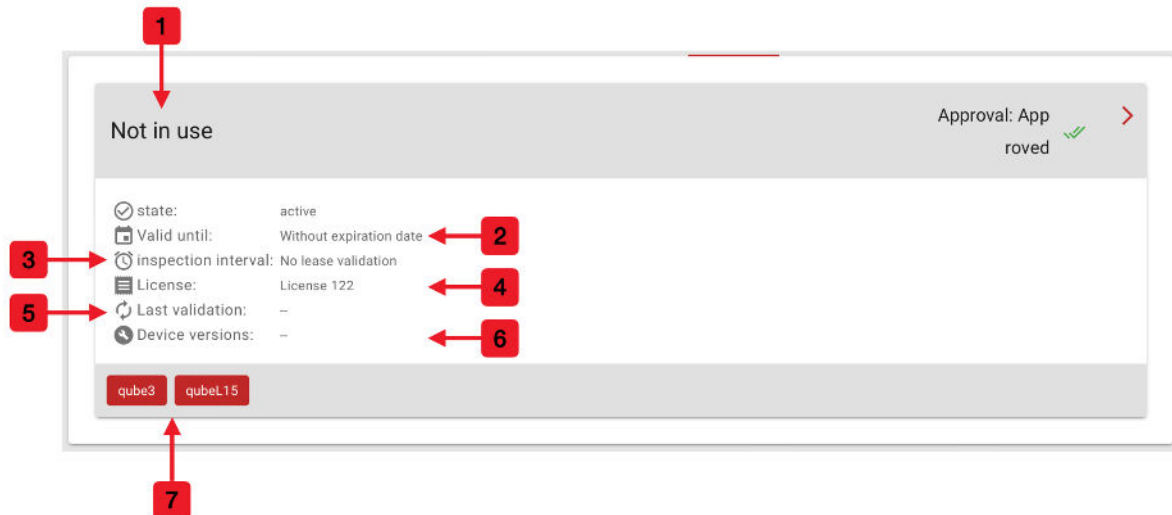 1
Not in use
Approval: App
roved
state: active
Valid until: Without expiration date
2
3
inspection interval: No lease validation
License: License 122
4
5
Last validation: –
Device versions: –
6
qube3 qubeL15
7